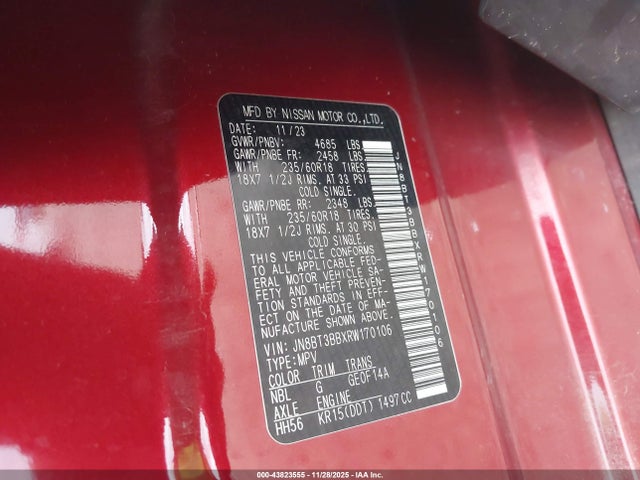 MFD BY NISSAN MOTOR CO.,LTD.
DATE: 11/23
GVWR/PNBV: 4685 LBS
GAWR/PNBE FR: 2458 LBS
WITH 235/60R18 TIRES.
18X7 1/2J RIMS, AT 33 PSI
COLD SINGLE.
GAWR/PNBE RR: 2348 LBS
WITH 235/60R18 TIRES.
18X7 1/2J RIMS, AT 30 PSI
COLD SINGLE.
THIS VEHICLE CONFORMS
TO ALL APPLICABLE FED-
ERAL MOTOR VEHICLE SA-
FETY AND THEFT PREVEN-
TION STANDARDS IN EFF-
ECT ON THE DATE OF MA-
NUFACTURE SHOWN ABOVE.
VIN: JN8BT3BBXRW170106
TYPE:MPV
COLOR TRIM TRANS
NBL G GE0F14A
AXLE ENGINE
HH56 KR15(DDT) 1497CC
JN8BT3BBXRW170106
000-43823555 - 11/28/2025 - IAA Inc.